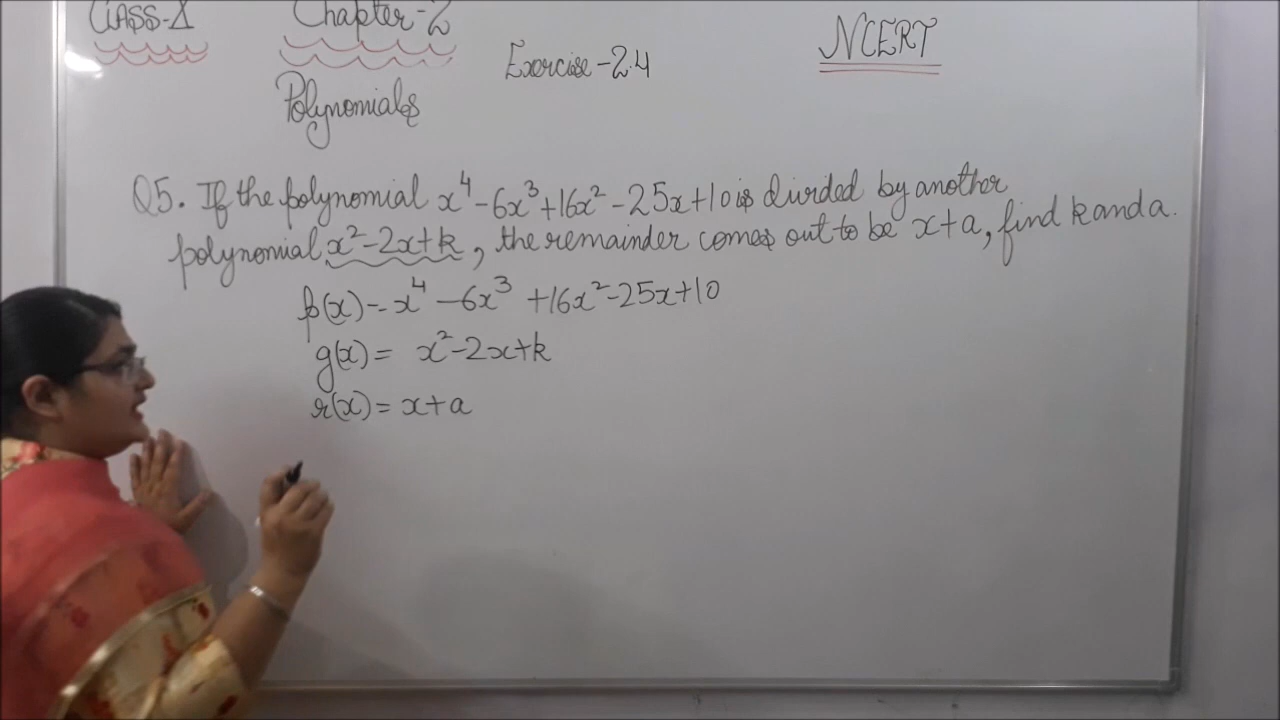 CLASS-X
Chapter-2
Polynomials
Exercise-2.4
NCERT
Q5. If the polynomial x⁴-6x³+16x²-25x+10 is divided by another
polynomial x²-2x+k, the remainder comes out to be x+a, find k and a.
p(x)-- x⁴ -6x³ +16x²-25x+10
g(x)= x²-2x+k
r(x)= x+a